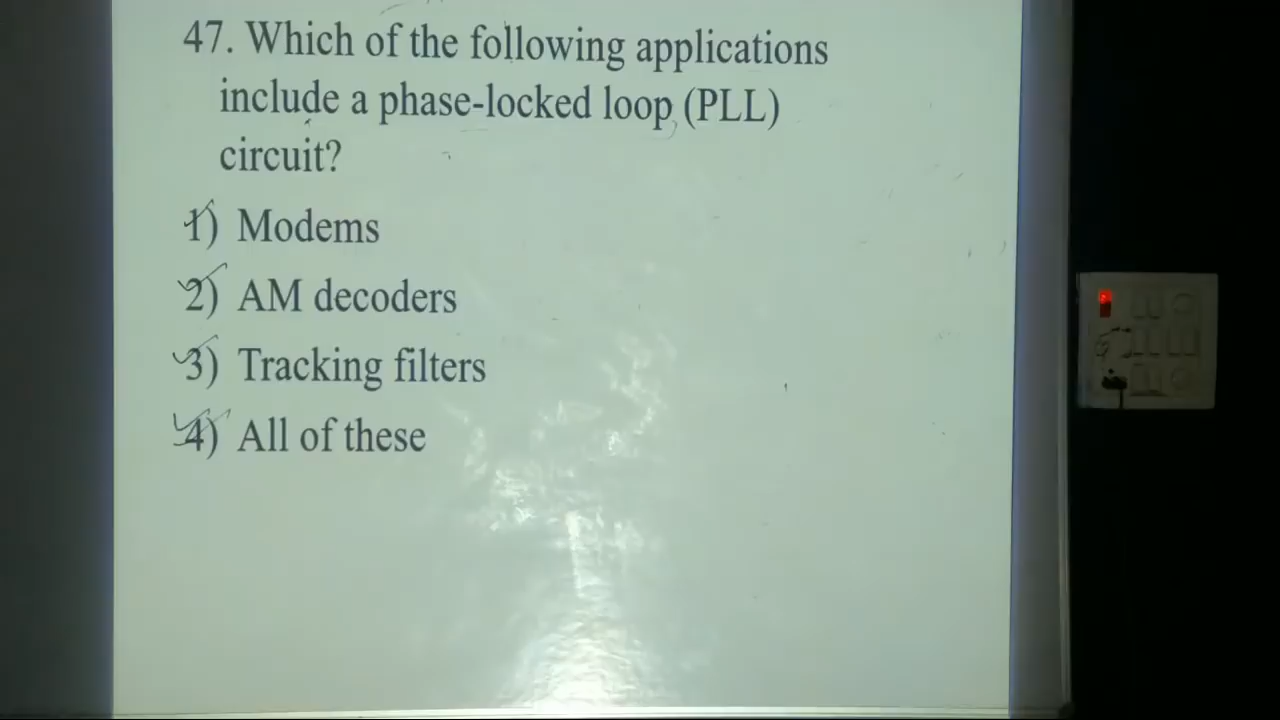 47. Which of the following applications
include a phase-locked loop (PLL)
circuit?
1) Modems
2) AM decoders
3) Tracking filters
4) All of these